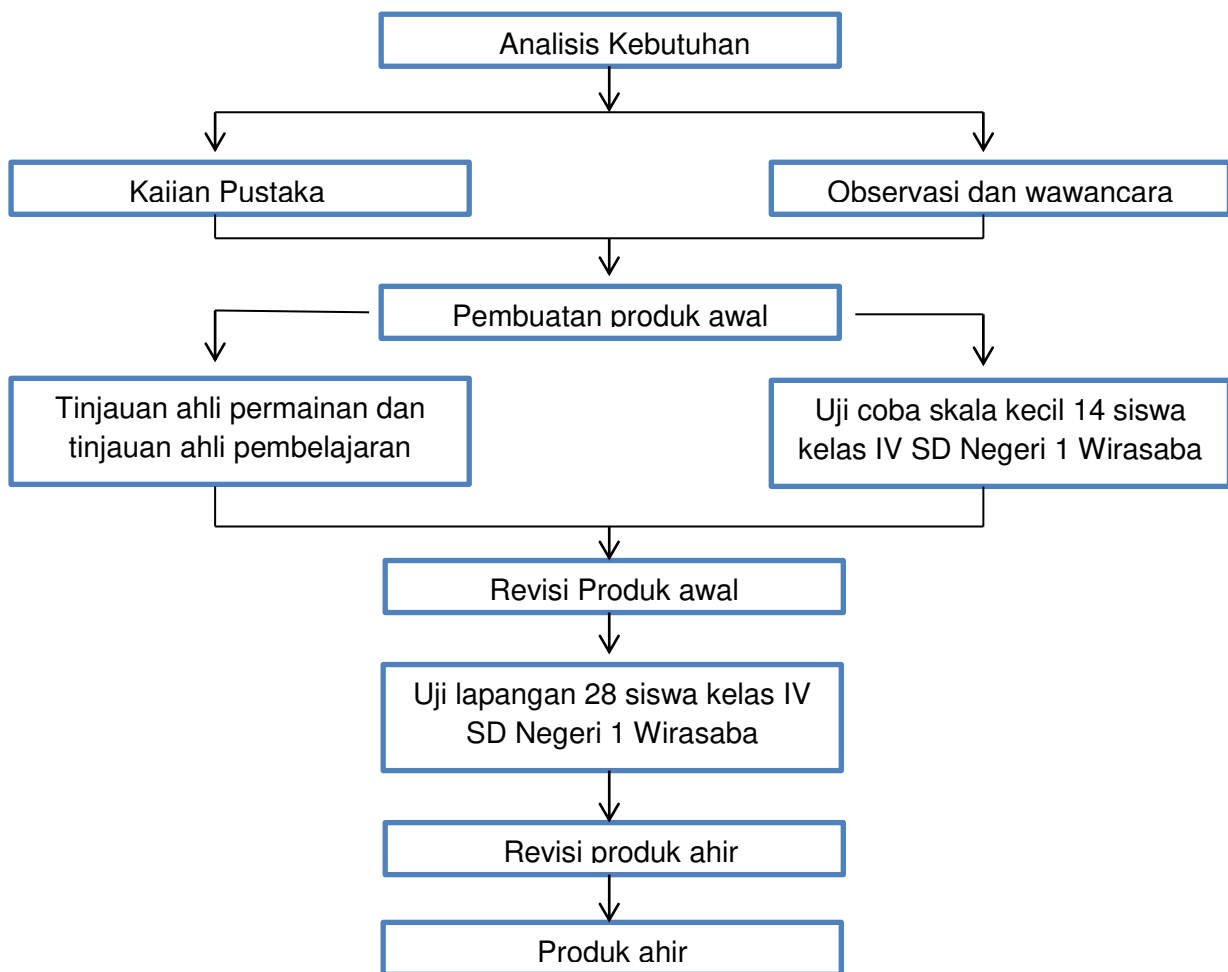 Analisis Kebutuhan
Kajian Pustaka
Observasi dan wawancara
Pembuatan produk awal
Tinjauan ahli permainan dan
tinjauan ahli pembelajaran
Uji coba skala kecil 14 siswa
kelas IV SD Negeri 1 Wirasaba
Revisi Produk awal
Uji lapangan 28 siswa kelas IV
SD Negeri 1 Wirasaba
Revisi produk ahir
Produk ahir